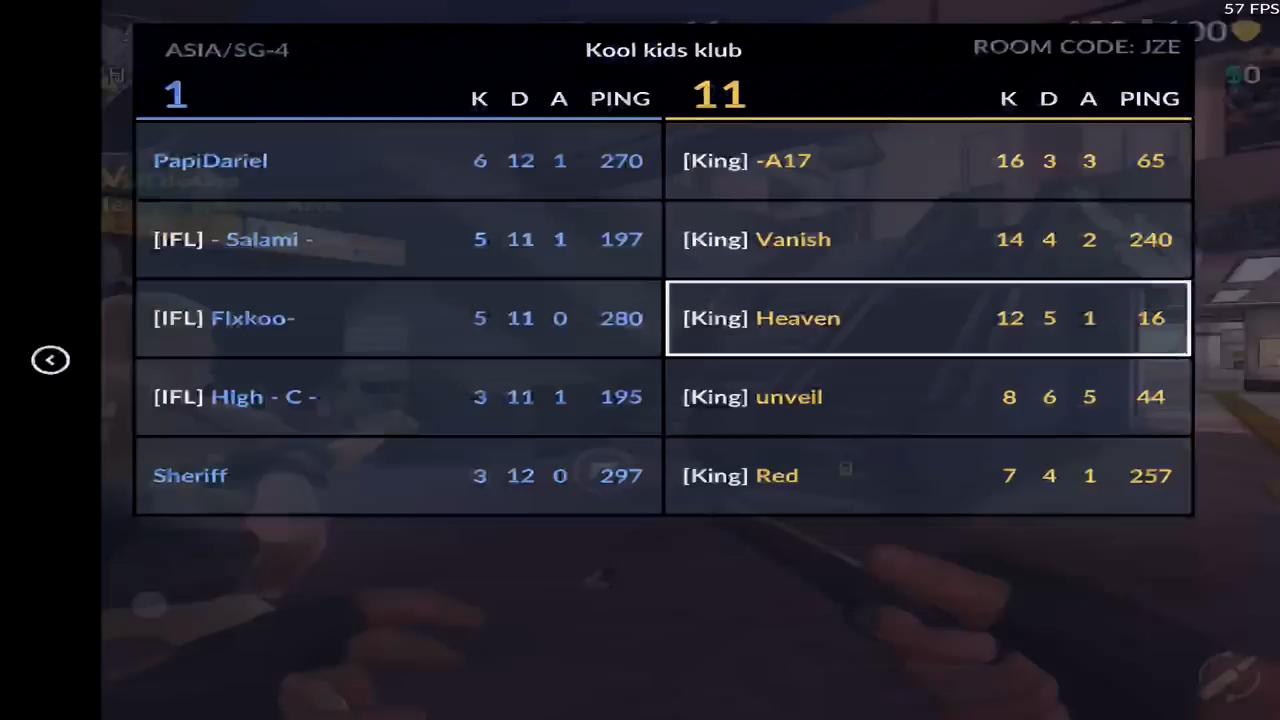 57 FPS
ASIA/SG-4 Kool kids klub ROOM CODE: JZE
1 K D A PING 11 K D A PING
PapiDariel 6 12 1 270 [King] -A17 16 3 3 65
[IFL] - Salami - 5 11 1 197 [King] Vanish 14 4 2 240
[IFL] Flxkoo- 5 11 0 280 [King] Heaven 12 5 1 16
[IFL] HIgh - C - 3 11 1 195 [King] unveil 8 6 5 44
Sheriff 3 12 0 297 [King] Red 7 4 1 257